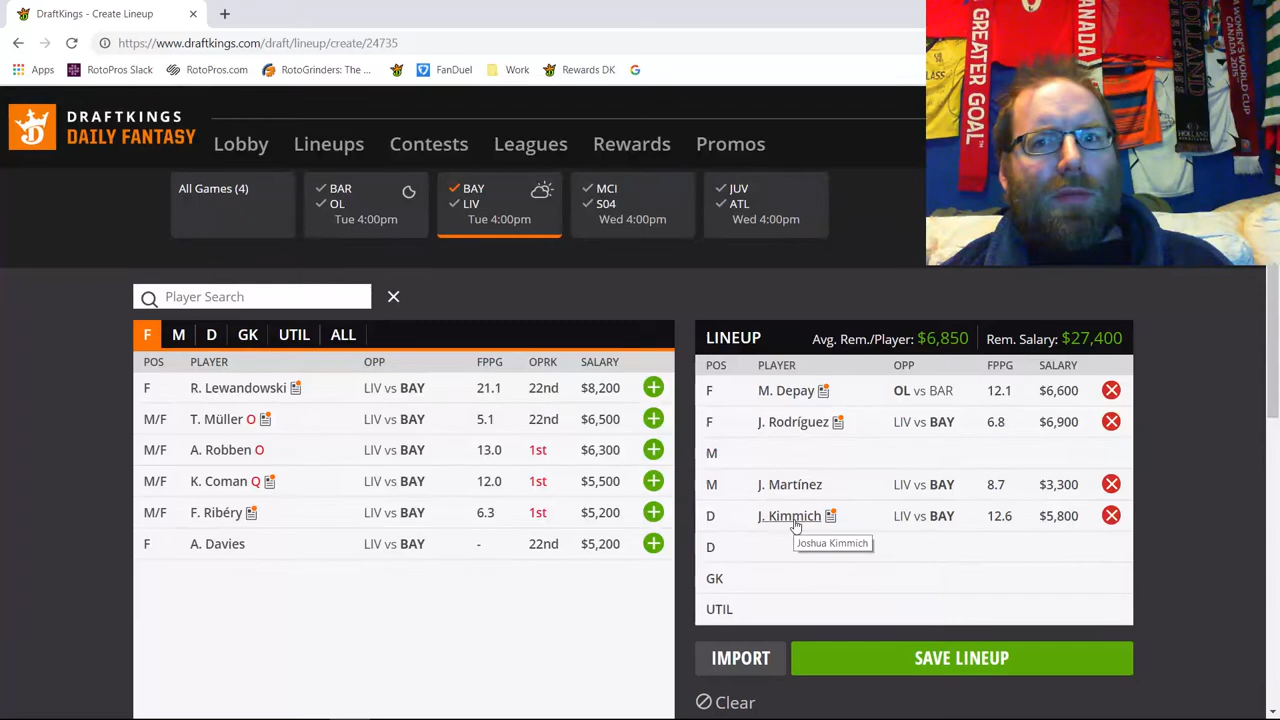 DraftKings - Create Lineup
https://www.draftkings.com/draft/lineup/create/24735
Apps RotoPros Slack RotoPros.com RotoGrinders: The ... FanDuel Work Rewards DK
DRAFTKINGS
DAILY FANTASY
Lobby Lineups Contests Leagues Rewards Promos
All Games (4)
BAR
OL
Tue 4:00pm
BAY
LIV
Tue 4:00pm
MCI
S04
Wed 4:00pm
JUV
ATL
Wed 4:00pm
Player Search
F M D GK UTIL ALL
POS PLAYER OPP FPPG OPRK SALARY
F R. Lewandowski LIV vs BAY 21.1 22nd $8,200
M/F T. Müller O LIV vs BAY 5.1 22nd $6,500
M/F A. Robben O LIV vs BAY 13.0 1st $6,300
M/F K. Coman Q LIV vs BAY 12.0 1st $5,500
M/F F. Ribéry LIV vs BAY 6.3 1st $5,200
F A. Davies LIV vs BAY - 22nd $5,200
LINEUP Avg. Rem./Player: $6,850 Rem. Salary: $27,400
POS PLAYER OPP FPPG SALARY
F M. Depay OL vs BAR 12.1 $6,600
F J. Rodríguez LIV vs BAY 6.8 $6,900
M
M J. Martínez LIV vs BAY 8.7 $3,300
D J. Kimmich LIV vs BAY 12.6 $5,800
Joshua Kimmich
D
GK
UTIL
IMPORT SAVE LINEUP
Clear
GREATER GOAL
CANADA
HOLLAND
WOMEN'S WORLD CUP
CANADA 2015